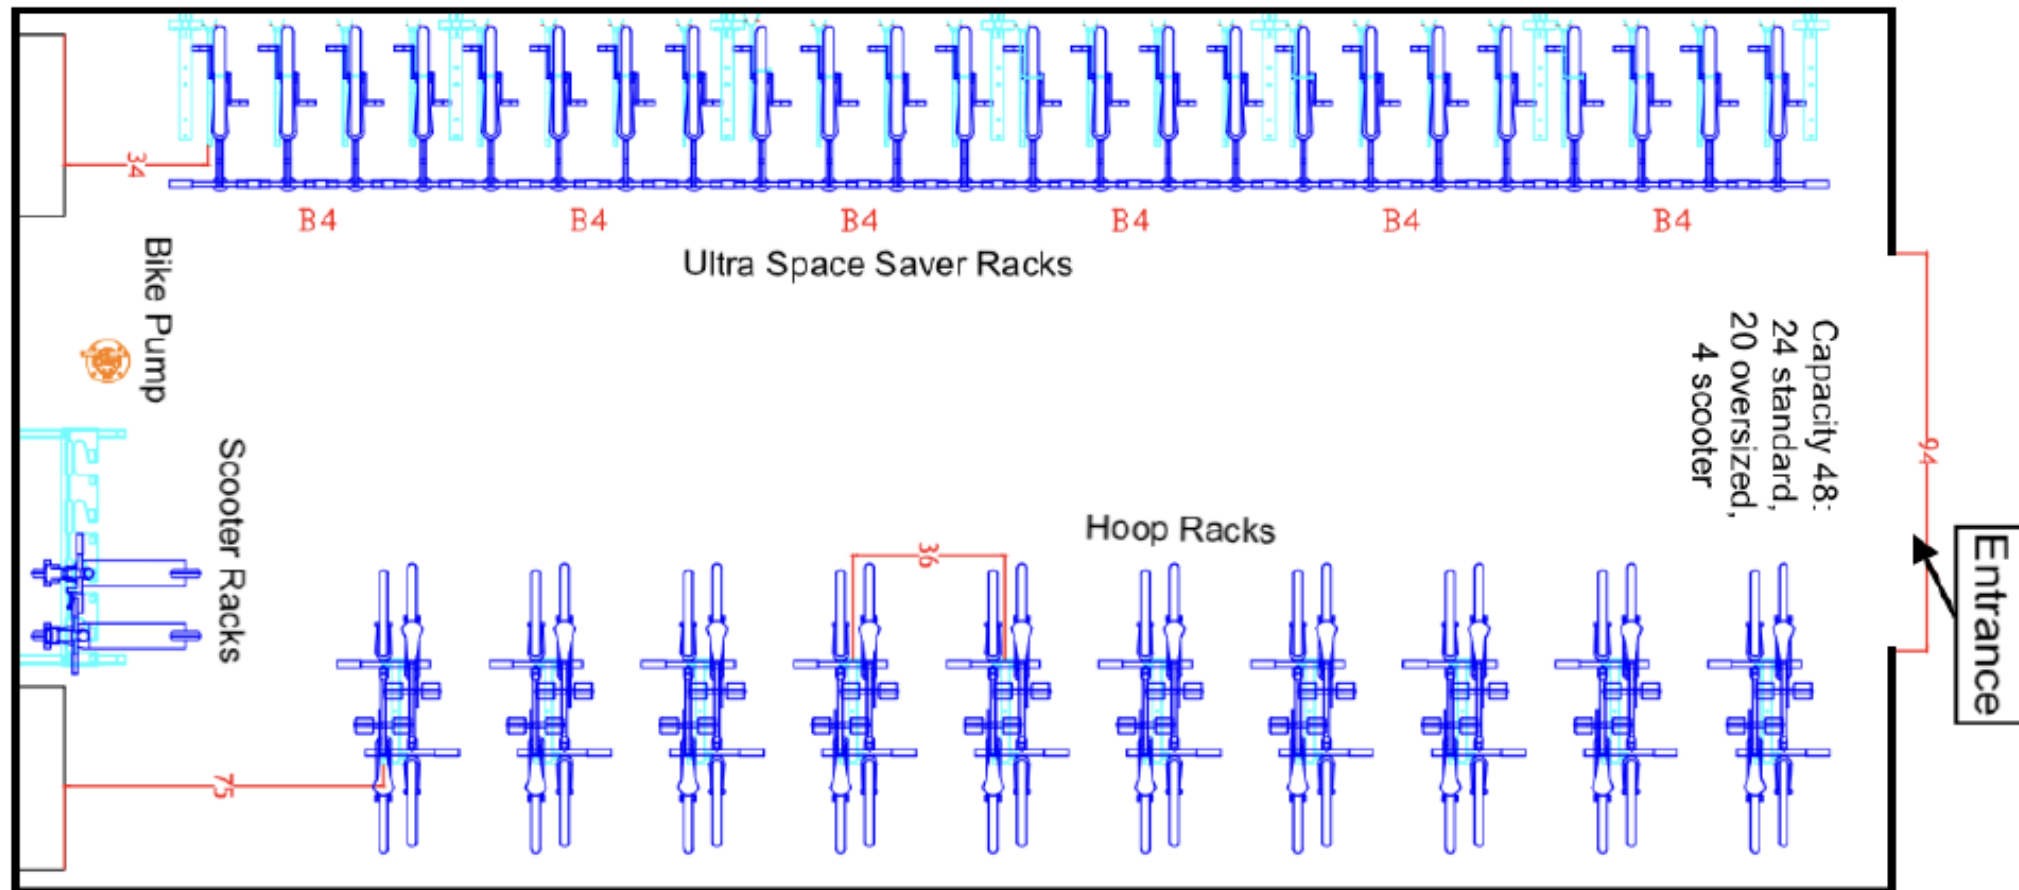 34
B4
B4
B4
B4
B4
B4
Ultra Space Saver Racks
Bike Pump
Scooter Racks
Capacity 48:
24 standard,
20 oversized,
4 scooter
94
Entrance
Hoop Racks
36
75